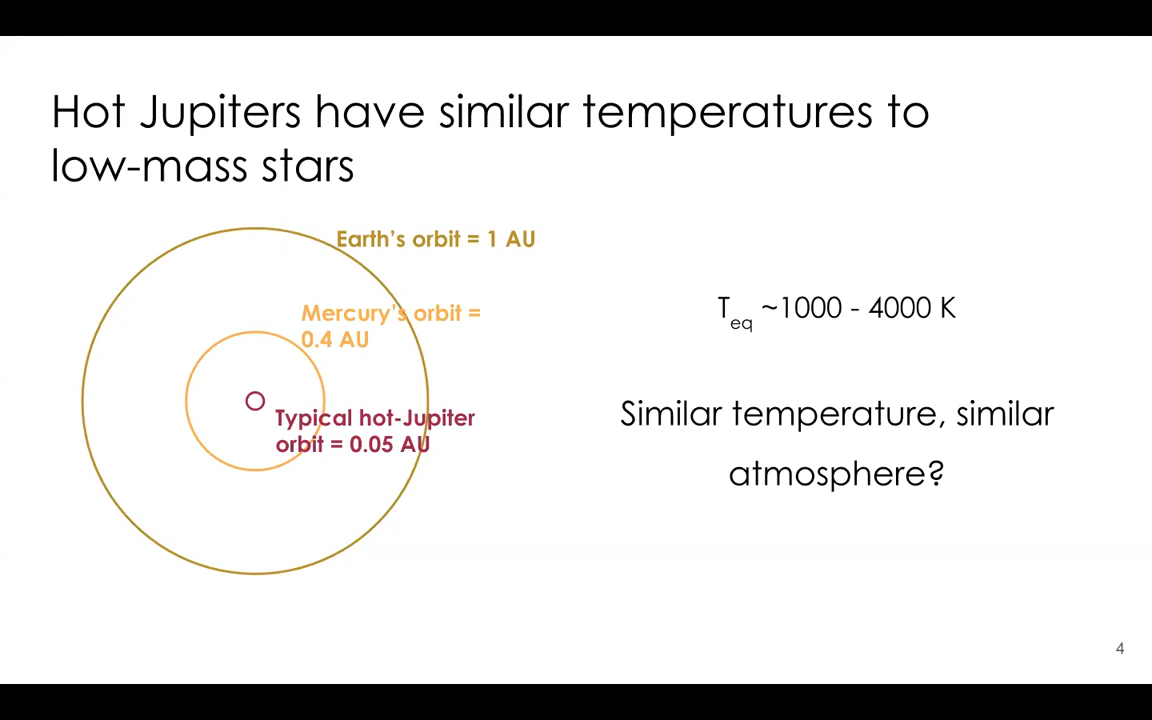 Hot Jupiters have similar temperatures to
low-mass stars
Earth's orbit = 1 AU
Mercury's orbit =
0.4 AU
Typical hot-Jupiter
orbit = 0.05 AU
T_eq ~1000 - 4000 K
Similar temperature, similar
atmosphere?
4